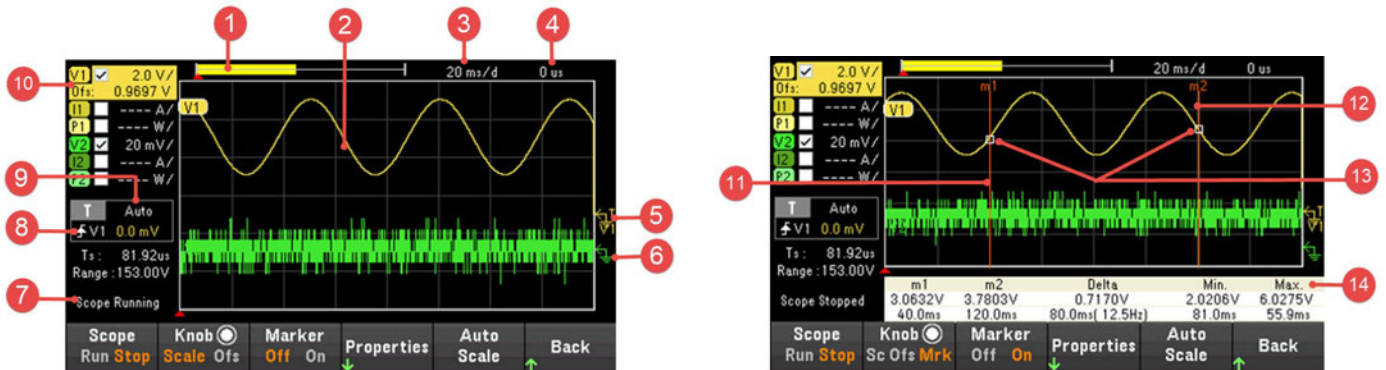 1
2
3
4
20 ms/d 0 us
10
V1 2.0 V/
Ofs: 0.9697 V
I1 ---- A/
P1 ---- W/
V2 20 mV/
I2 ---- A/
P2 ---- W/
V1
9
T Auto
8
V1 0.0 mV
T
1
5
6
Ts: 81.92us
Range:153.00V
7
Scope Running
Scope
Run Stop
Knob
Scale Ofs
Marker
Off On
Properties
Auto
Scale
Back
20 ms/d 0 us
V1 2.0 V/
Ofs: 0.9697 V
I1 ---- A/
P1 ---- W/
V2 20 mV/
I2 ---- A/
P2 ---- W/
m1
m2
V1
12
11
13
T Auto
V1 0.0 mV
V2
T
1
Ts: 81.92us
Range:153.00V
14
m1 m2 Delta Min. Max.
Scope Stopped 3.0632V 3.7803V 0.7170V 2.0206V 6.0275V
40.0ms 120.0ms 80.0ms( 12.5Hz) 81.0ms 55.9ms
Scope
Run Stop
Knob
Sc Ofs Mrk
Marker
Off On
Properties
Auto
Scale
Back